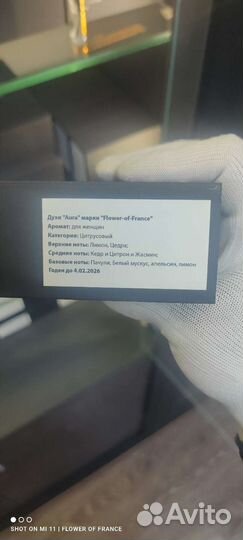 Духи "Aura" марки "Flower-of-France"
Аромат: для женщин
Категория: Цитрусовый
Верхние ноты: Лимон, Цедра;
Средние ноты: Кедр и Цитрон и Жасмин;
Базовые ноты: Пачули, Белый мускус, апельсин, лимон
Годен до 4.02.2026
SHOT ON MI 11 | FLOWER OF FRANCE
Avito